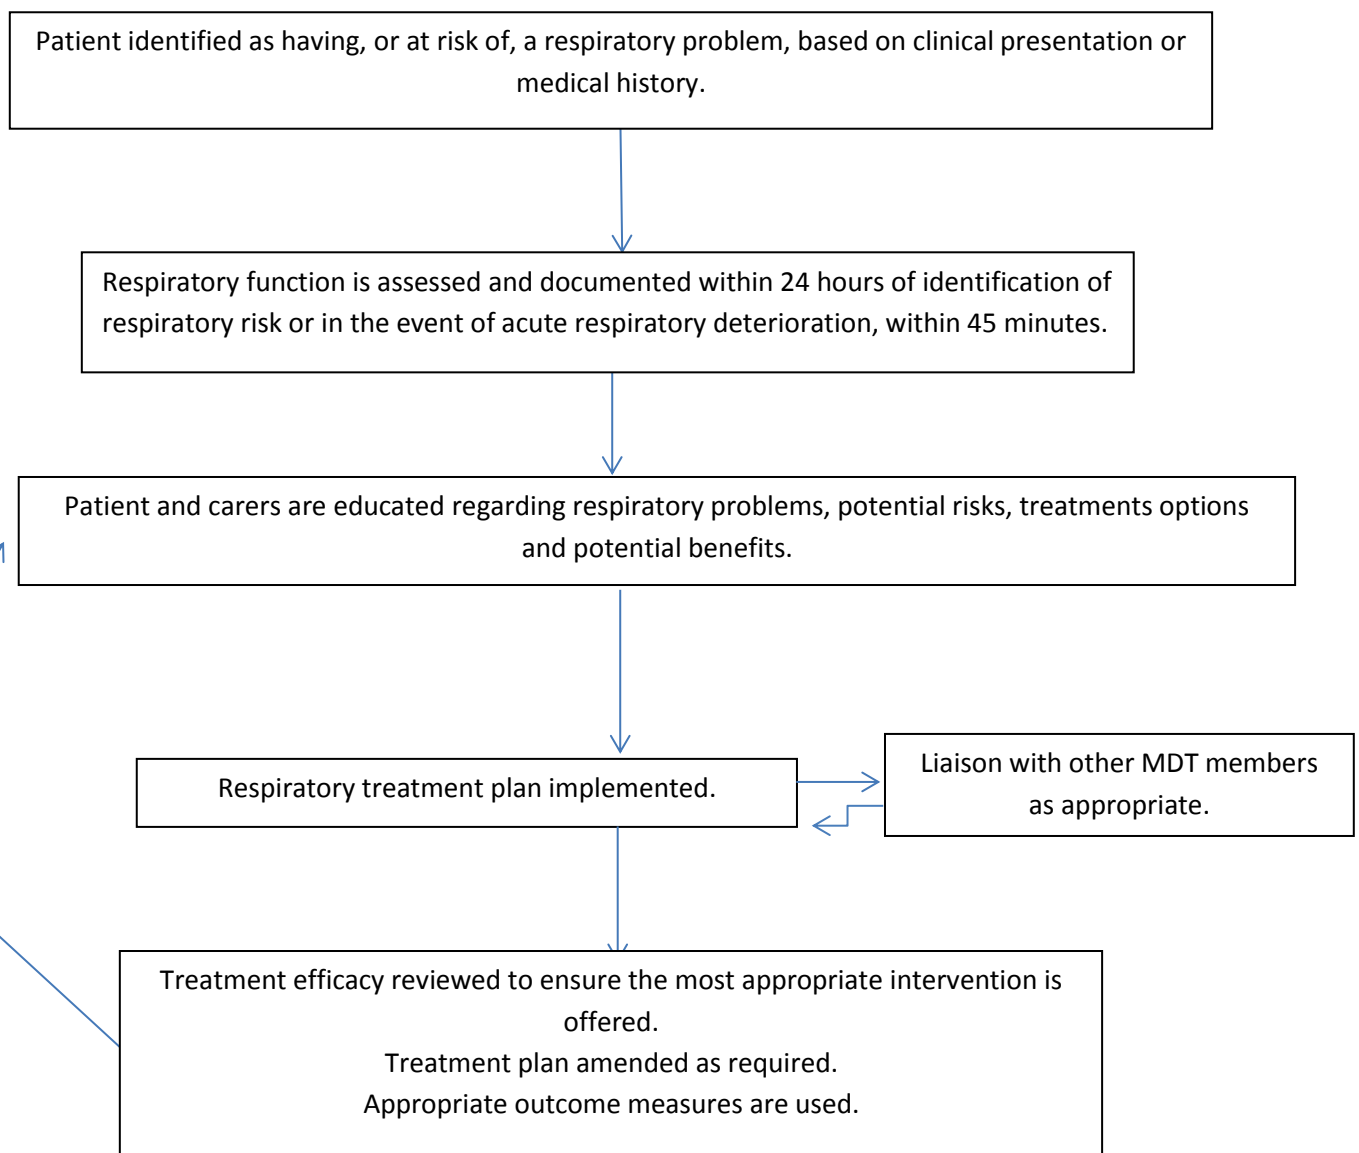 Patient identified as having, or at risk of, a respiratory problem, based on clinical presentation or
medical history.
Respiratory function is assessed and documented within 24 hours of identification of
respiratory risk or in the event of acute respiratory deterioration, within 45 minutes.
Patient and carers are educated regarding respiratory problems, potential risks, treatments options
and potential benefits.
Respiratory treatment plan implemented.
Liaison with other MDT members
as appropriate.
Treatment efficacy reviewed to ensure the most appropriate intervention is
offered.
Treatment plan amended as required.
Appropriate outcome measures are used.